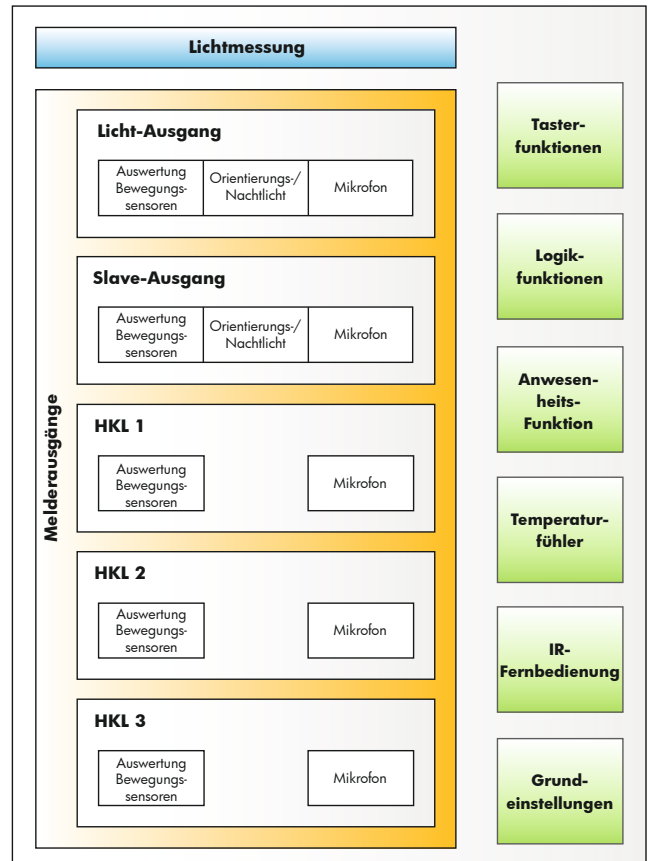 Lichtmessung
Melderausgänge
Licht-Ausgang
Auswertung
Bewegungs-
sensoren
Orientierungs-/
Nachtlicht
Mikrofon
Slave-Ausgang
Auswertung
Bewegungs-
sensoren
Orientierungs-/
Nachtlicht
Mikrofon
HKL 1
Auswertung
Bewegungs-
sensoren
Mikrofon
HKL 2
Auswertung
Bewegungs-
sensoren
Mikrofon
HKL 3
Auswertung
Bewegungs-
sensoren
Mikrofon
Taster-
funktionen
Logik-
funktionen
Anwesen-
heits-
Funktion
Temperatur-
fühler
IR-
Fernbedienung
Grund-
einstellungen